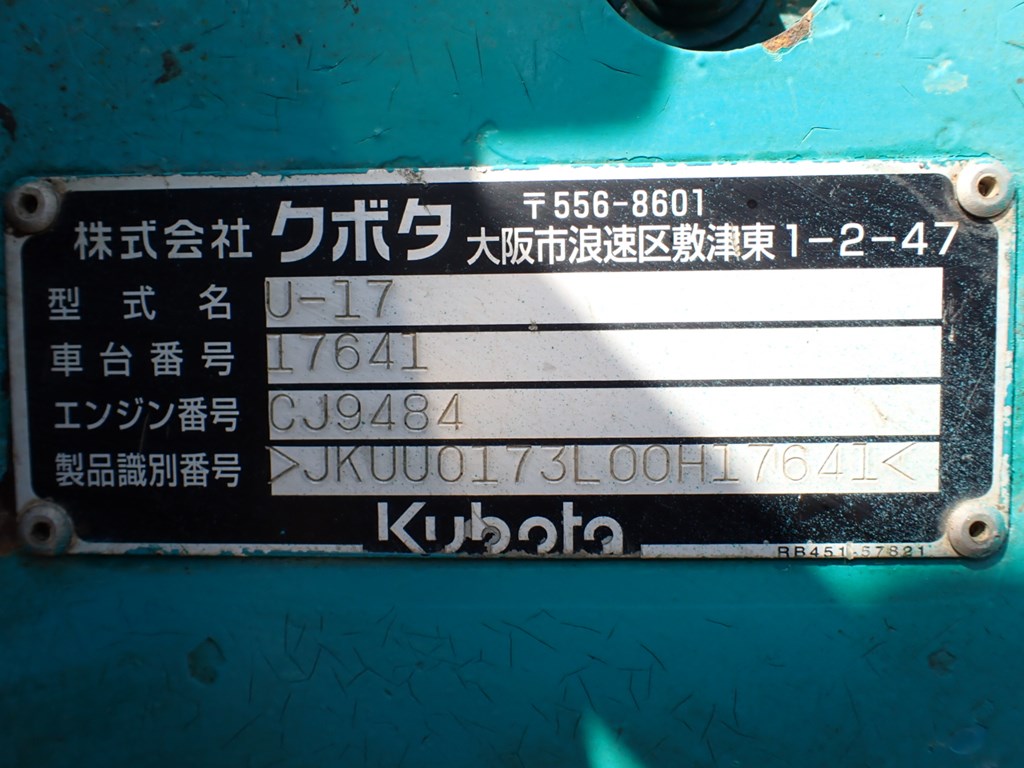 株式会社 クボタ 〒556-8601
大阪市浪速区敷津東1-2-47
型式名 U-17
車台番号 17641
エンジン番号 CJ9484
製品識別番号 >JKUU0173L00H17641<
Kubota
RB451-57821